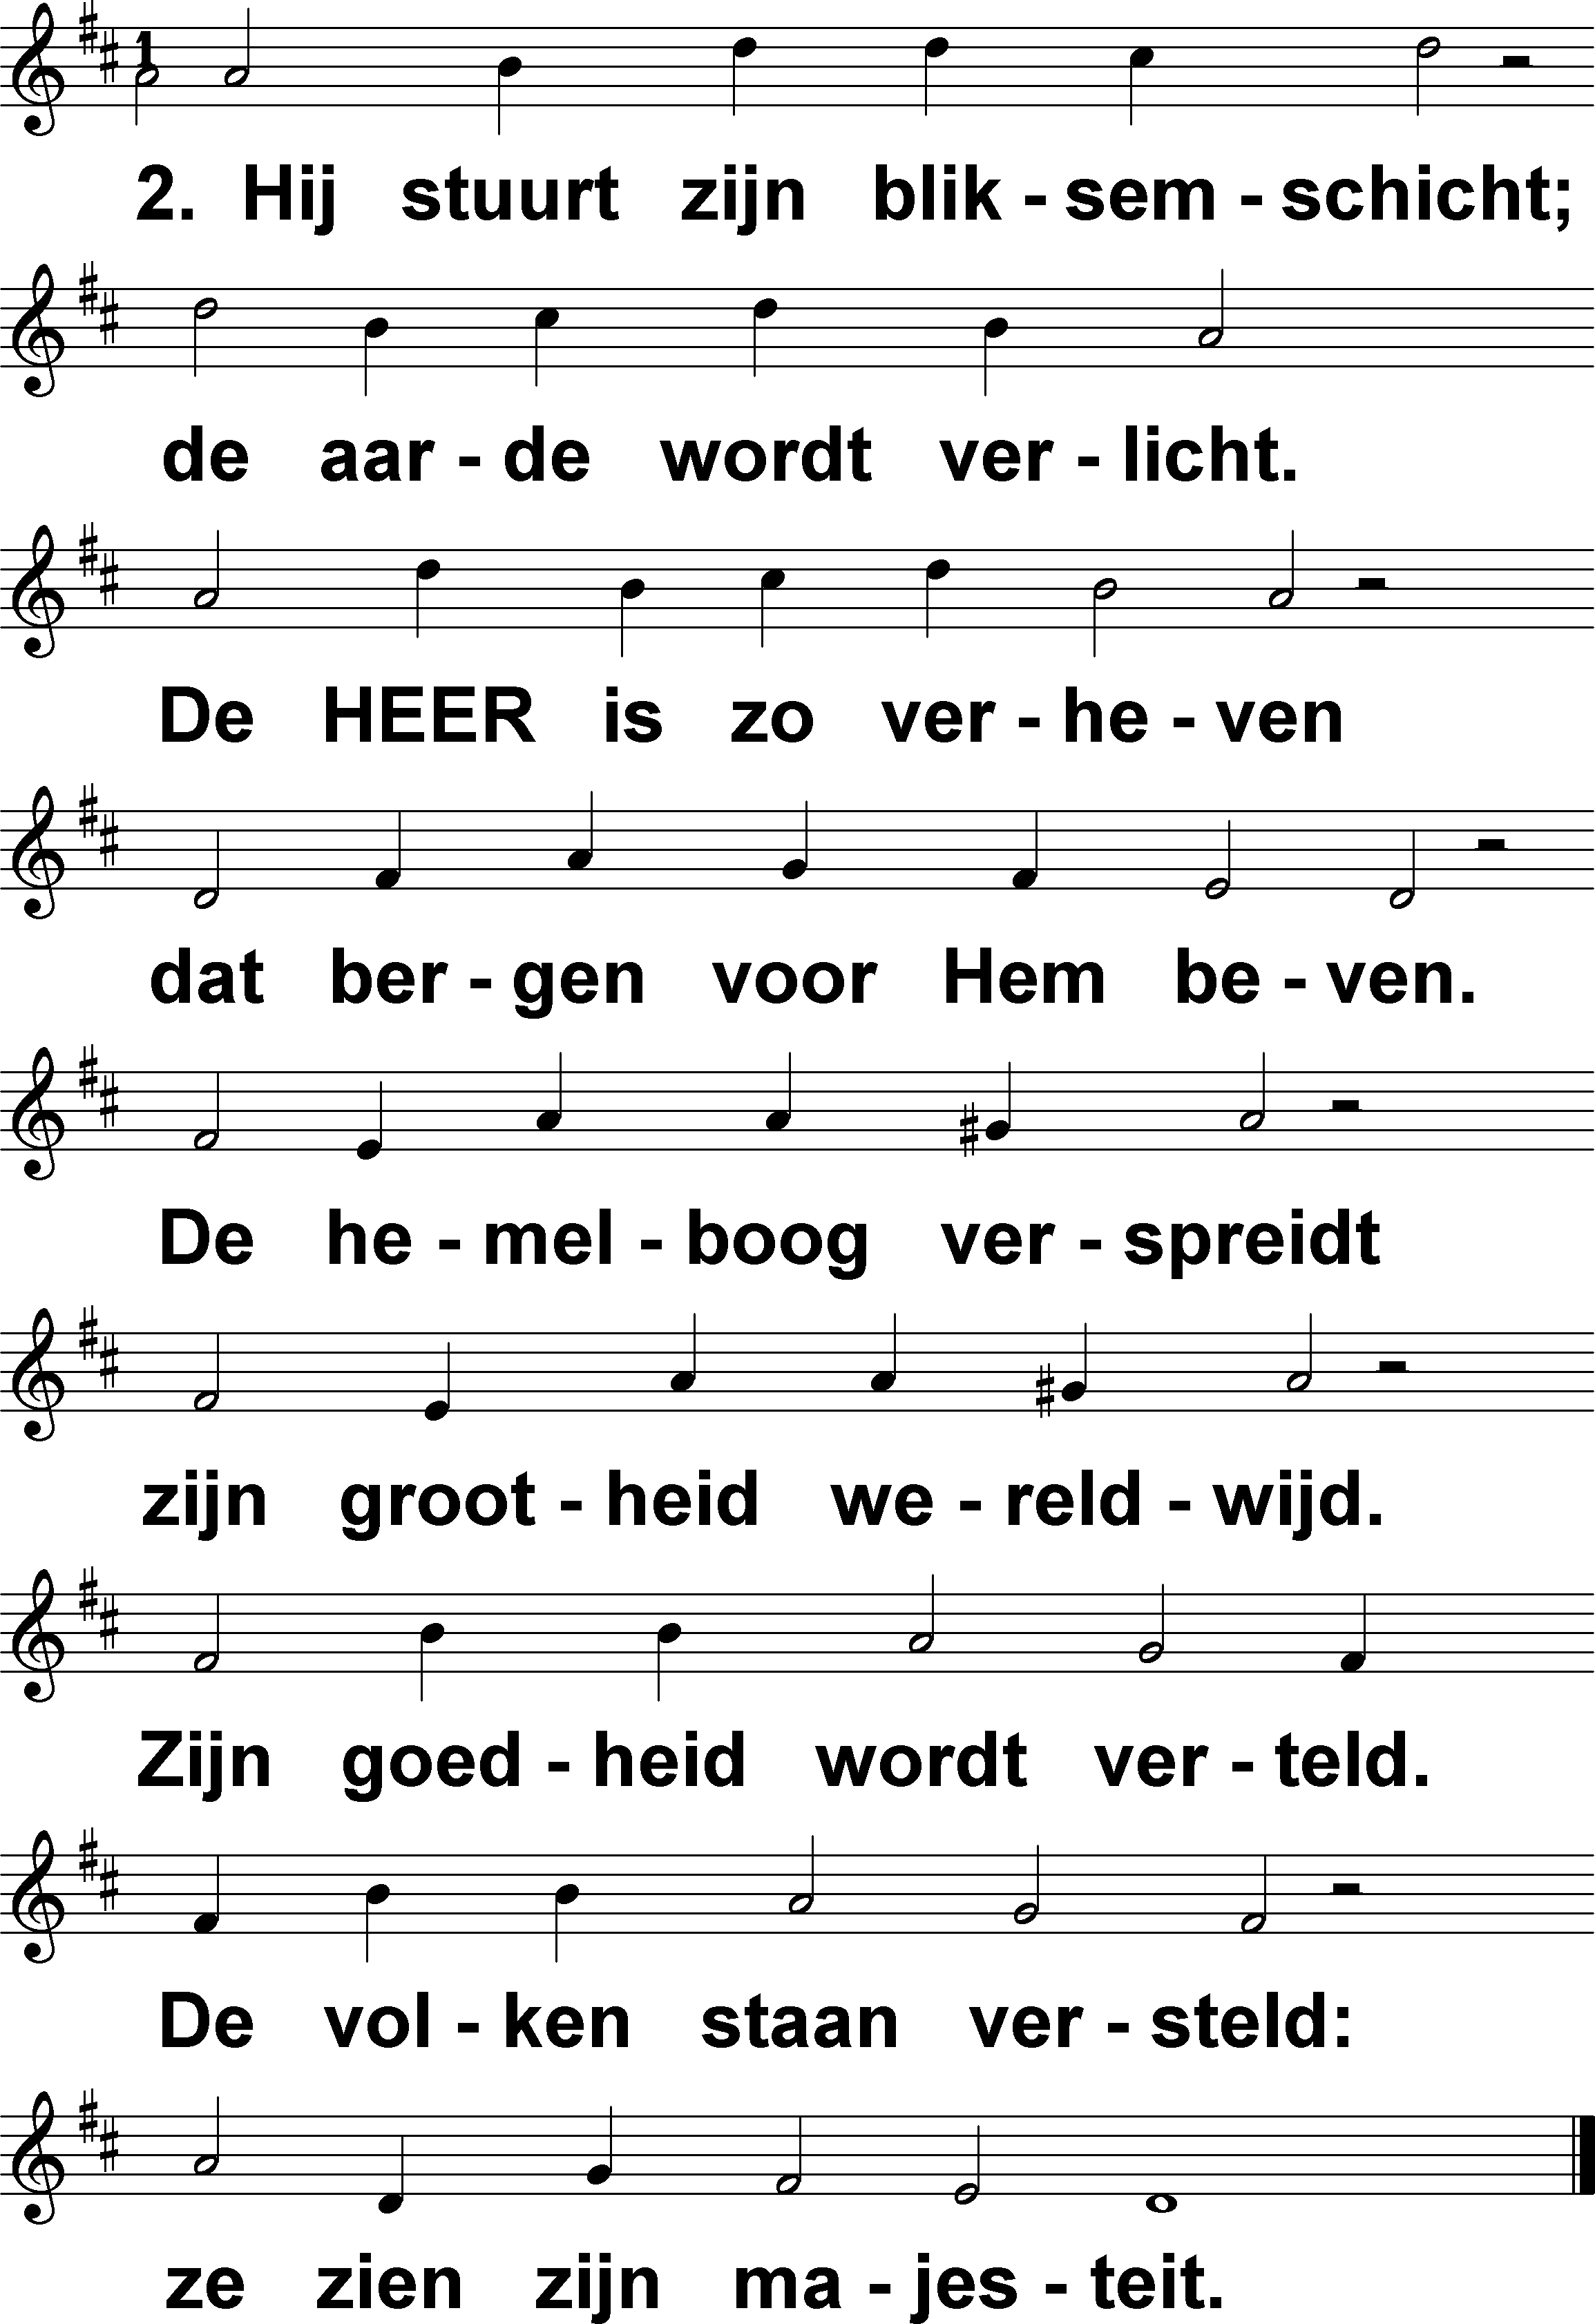 1
2. Hij stuurt zijn blik - sem - schicht;
de aar - de wordt ver - licht.
De HEER is zo ver - he - ven
dat ber - gen voor Hem be - ven.
De he - mel - boog ver - spreidt
zijn groot - heid we - reld - wijd.
Zijn goed - heid wordt ver - teld.
De vol - ken staan ver - steld:
ze zien zijn ma - jes - teit.